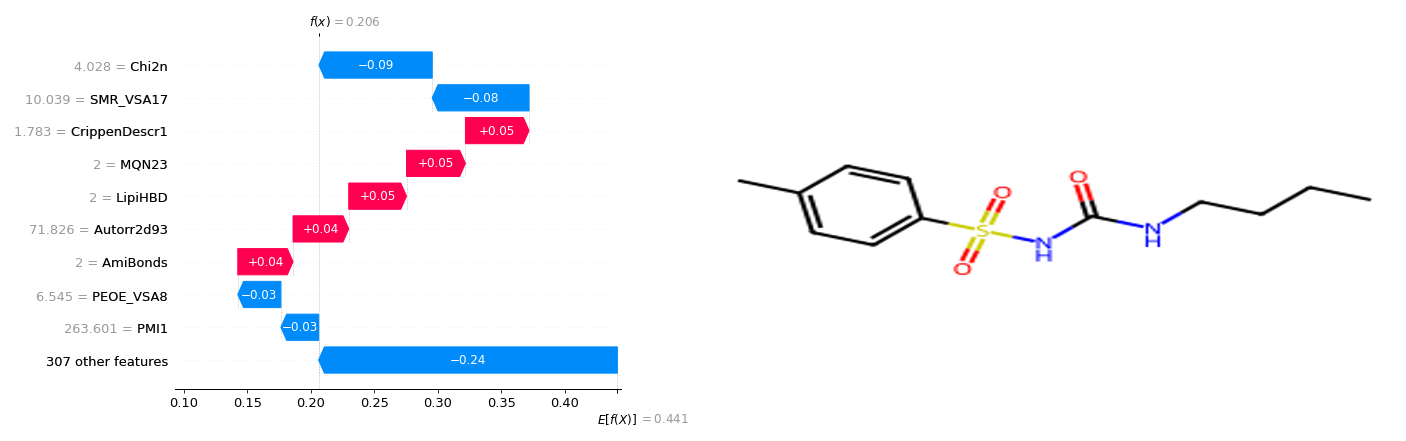 f(x) = 0.206
4.028 = Chi2n
−0.09
10.039 = SMR_VSA17
−0.08
1.783 = CrippenDescr1
+0.05
2 = MQN23
+0.05
2 = LipiHBD
+0.05
71.826 = Autorr2d93
+0.04
2 = AmiBonds
+0.04
6.545 = PEOE_VSA8
−0.03
263.601 = PMI1
−0.03
307 other features
−0.24
0.10 0.15 0.20 0.25 0.30 0.35 0.40
E[f(X)] = 0.441
O
O
S
O
N
H
N
H